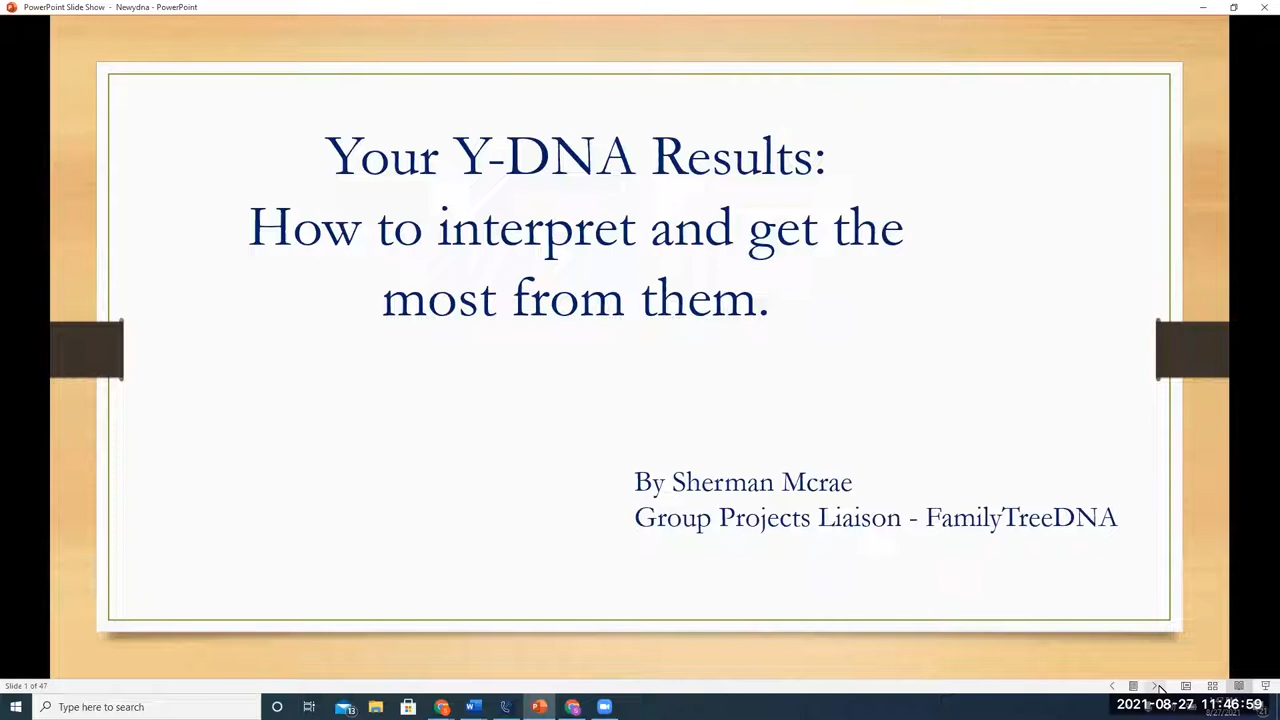 PowerPoint Slide Show - Newydna - PowerPoint
Your Y-DNA Results:
How to interpret and get the
most from them.
By Sherman Mcrae
Group Projects Liaison - FamilyTreeDNA
Slide 1 of 47
Type here to search
13
2021-08-27 11:46:59